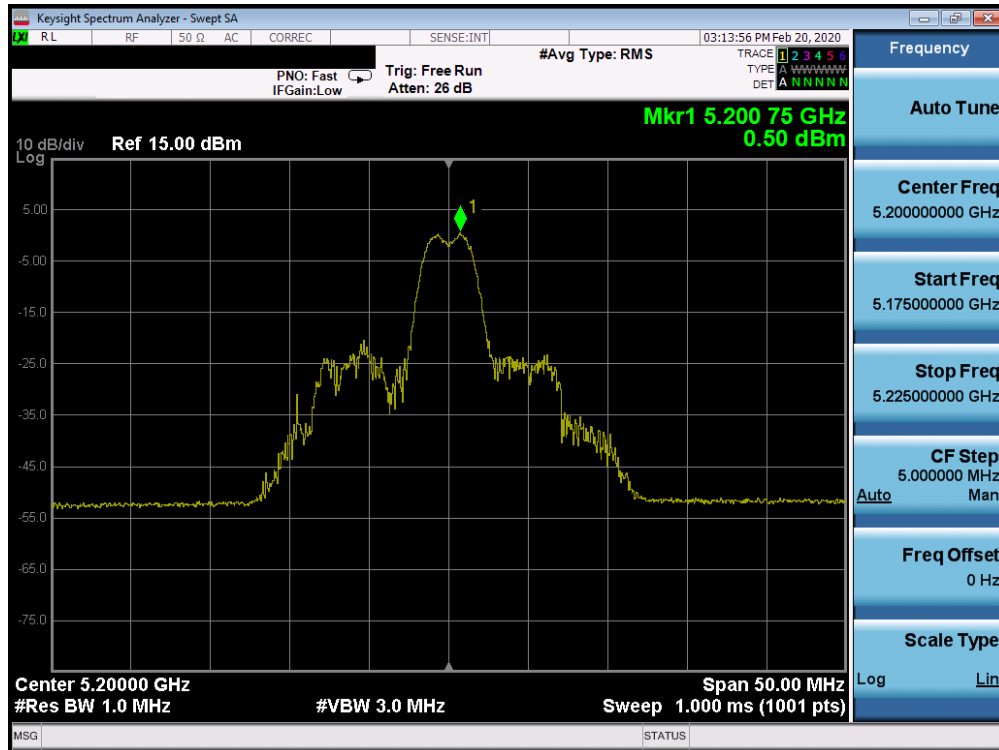 Keysight Spectrum Analyzer - Swept SA
LXI RL RF 50 Ω AC CORREC SENSE:INT 03:13:56 PM Feb 20, 2020
#Avg Type: RMS TRACE 1 2 3 4 5 6
PNO: Fast Trig: Free Run TYPE A WWWWW
IFGain:Low Atten: 26 dB DET A N N N N N
Mkr1 5.200 75 GHz
0.50 dBm
10 dB/div Ref 15.00 dBm
Log
1
5.00
-5.00
-15.0
-25.0
-35.0
-45.0
-55.0
-65.0
-75.0
Center 5.20000 GHz Span 50.00 MHz
#Res BW 1.0 MHz #VBW 3.0 MHz Sweep 1.000 ms (1001 pts)
MSG STATUS
Frequency
Auto Tune
Center Freq
5.200000000 GHz
Start Freq
5.175000000 GHz
Stop Freq
5.225000000 GHz
CF Step
5.000000 MHz
Auto Man
Freq Offset
0 Hz
Scale Type
Log Lin